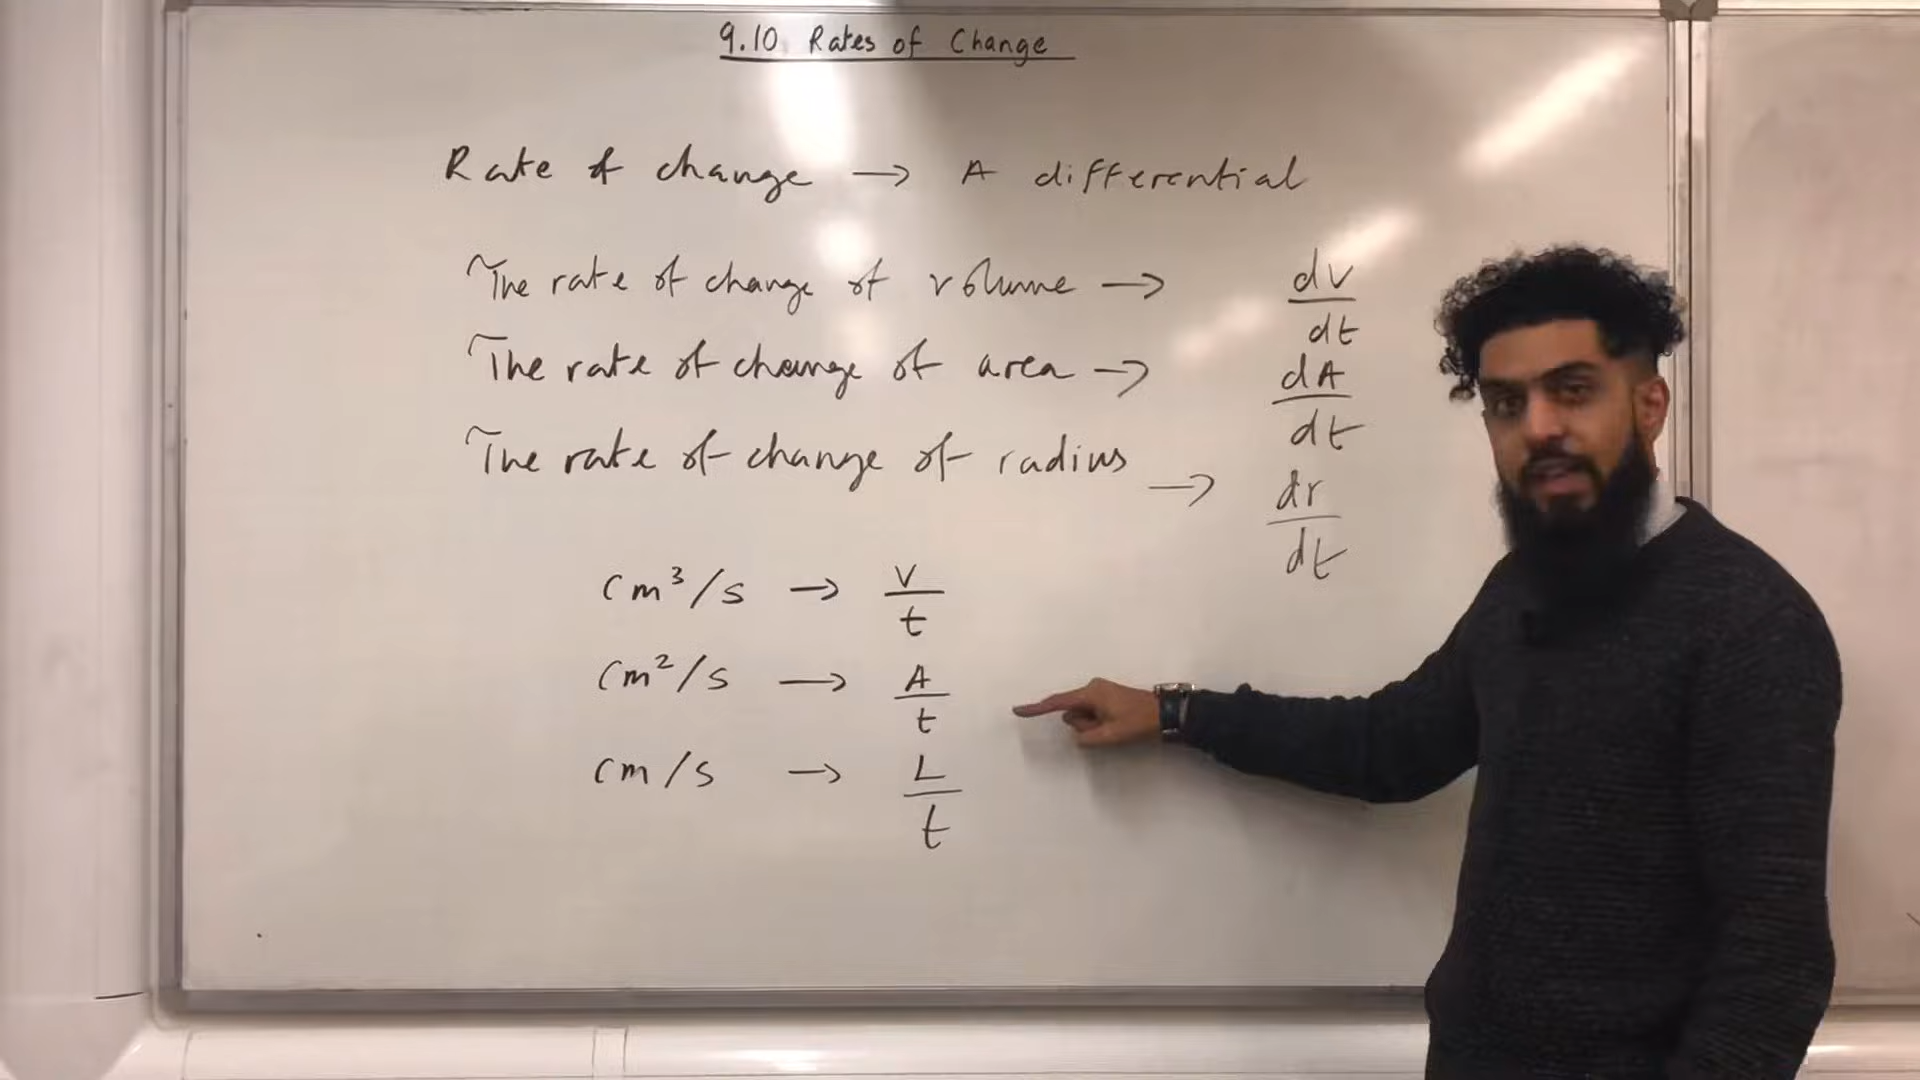 9.10 Rates of Change
Rate of change → A differential
The rate of change of volume → dv/dt
The rate of change of area → dA/dt
The rate of change of radius → dr/dt
cm³/s → V/t
cm²/s → A/t
cm/s → L/t